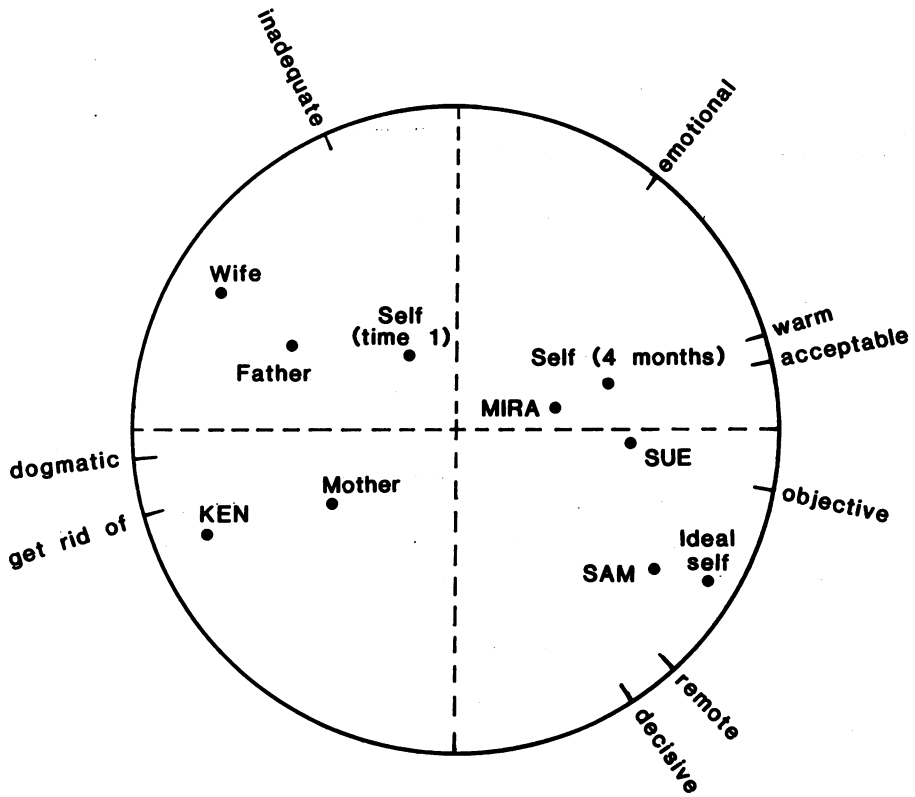 inadequate
emotional
Wife
Self
(time 1)
warm
acceptable
Self (4 months)
Father
MIRA
SUE
dogmatic
Mother
objective
KEN
get rid of
Ideal
self
SAM
remote
decisive